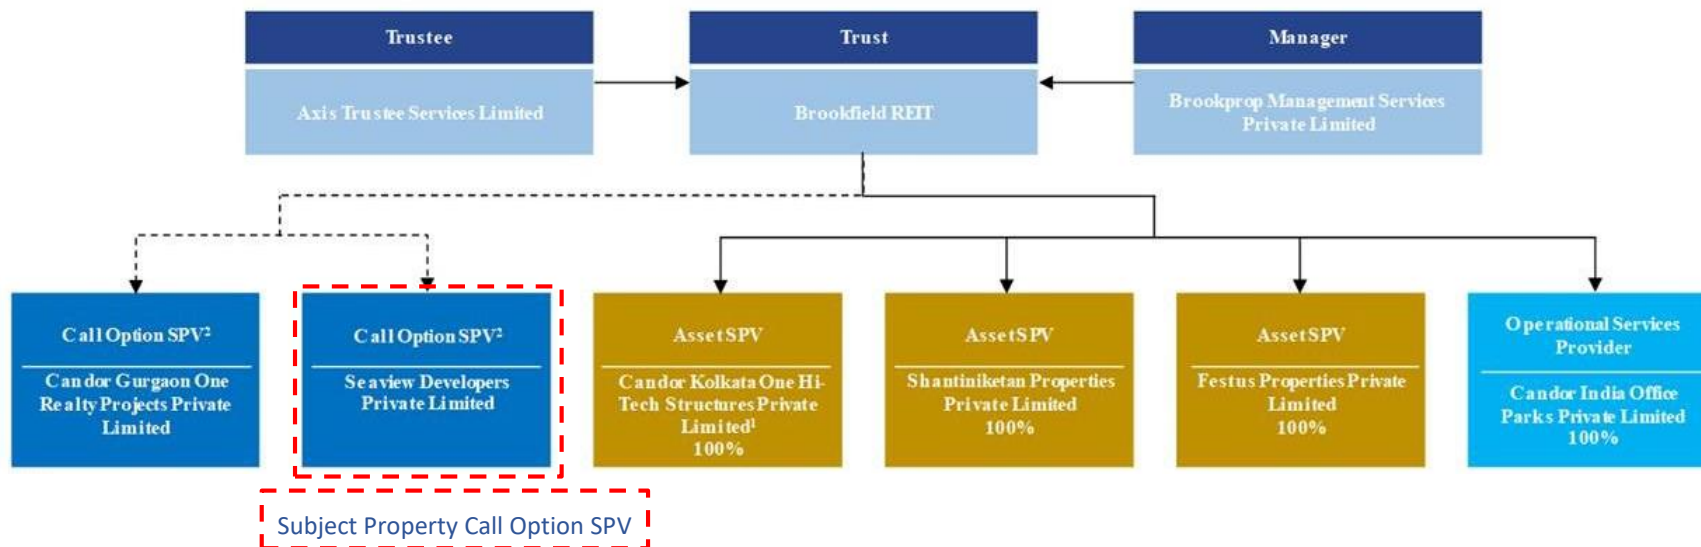 Trustee
Axis Trustee Services Limited
Trust
Brookfield REIT
Manager
Brookprop Management Services
Private Limited
Call Option SPV²
Candor Gurgaon One
Realty Projects Private
Limited
Call Option SPV²
Seaview Developers
Private Limited
Asset SPV
Candor Kolkata One Hi-
Tech Structures Private
Limited¹
100%
Asset SPV
Shantiniketan Properties
Private Limited
100%
Asset SPV
Festus Properties Private
Limited
100%
Operational Services
Provider
Candor India Office
Parks Private Limited
100%
Subject Property Call Option SPV